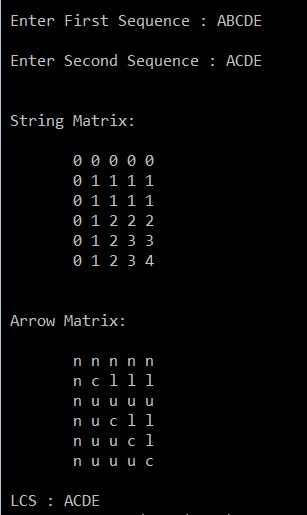 Enter First Sequence : ABCDE
Enter Second Sequence : ACDE
String Matrix:
0 0 0 0 0
0 1 1 1 1
0 1 1 1 1
0 1 2 2 2
0 1 2 3 3
0 1 2 3 4
Arrow Matrix:
n n n n n
n c l l l
n u u u u
n u c l l
n u u c l
n u u u c
LCS : ACDE